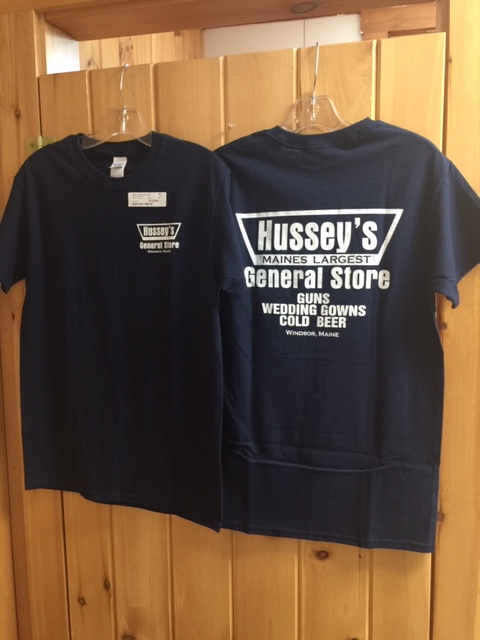 Hussey's
General Store
Windsor, Maine
Hussey's
MAINES LARGEST
General Store
GUNS
WEDDING GOWNS
COLD BEER
Windsor, Maine